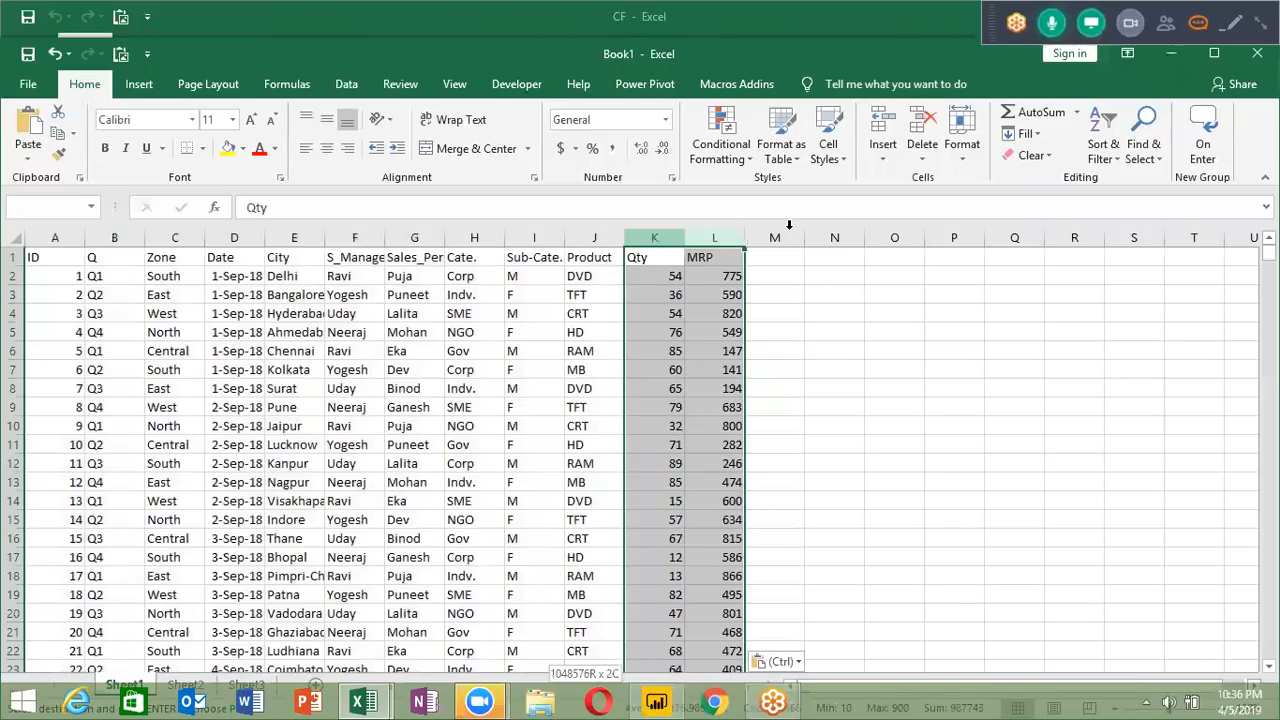 CF - Excel
Book1 - Excel
Sign in
File Home Insert Page Layout Formulas Data Review View Developer Help Power Pivot Macros Addins Tell me what you want to do Share
Paste
Calibri 11
B I U
Wrap Text
Merge & Center
General
$ % ,
Conditional Formatting
Format as Table
Cell Styles
Insert
Delete
Format
AutoSum
Fill
Clear
Sort & Filter
Find & Select
On Enter
Clipboard Font Alignment Number Styles Cells Editing New Group
fx Qty
A B C D E F G H I J K L M N O P Q R S T U
1 ID Q Zone Date City S_Manage Sales_Per Cate. Sub-Cate. Product Qty MRP
2 1 Q1 South 1-Sep-18 Delhi Ravi Puja Corp M DVD 54 775
3 2 Q2 East 1-Sep-18 Bangalore Yogesh Puneet Indv. F TFT 36 590
4 3 Q3 West 1-Sep-18 Hyderaba Uday Lalita SME M CRT 54 820
5 4 Q4 North 1-Sep-18 Ahmedab Neeraj Mohan NGO F HD 76 549
6 5 Q1 Central 1-Sep-18 Chennai Ravi Eka Gov M RAM 85 147
7 6 Q2 South 1-Sep-18 Kolkata Yogesh Dev Corp F MB 60 141
8 7 Q3 East 1-Sep-18 Surat Uday Binod Indv. M DVD 65 194
9 8 Q4 West 2-Sep-18 Pune Neeraj Ganesh SME F TFT 79 683
10 9 Q1 North 2-Sep-18 Jaipur Ravi Puja NGO M CRT 32 800
11 10 Q2 Central 2-Sep-18 Lucknow Yogesh Puneet Gov F HD 71 282
12 11 Q3 South 2-Sep-18 Kanpur Uday Lalita Corp M RAM 89 246
13 12 Q4 East 2-Sep-18 Nagpur Neeraj Mohan Indv. F MB 85 474
14 13 Q1 West 2-Sep-18 Visakhapa Ravi Eka SME M DVD 15 600
15 14 Q2 North 2-Sep-18 Indore Yogesh Dev NGO F TFT 57 634
16 15 Q3 Central 3-Sep-18 Thane Uday Binod Gov M CRT 67 815
17 16 Q4 South 3-Sep-18 Bhopal Neeraj Ganesh Corp F HD 12 586
18 17 Q1 East 3-Sep-18 Pimpri-Ch Ravi Puja Indv. M RAM 13 866
19 18 Q2 West 3-Sep-18 Patna Yogesh Puneet SME F MB 82 495
20 19 Q3 North 3-Sep-18 Vadodara Uday Lalita NGO M DVD 47 801
21 20 Q4 Central 3-Sep-18 Ghaziabad Neeraj Mohan Gov F TFT 71 468
22 21 Q1 South 3-Sep-18 Ludhiana Ravi Eka Corp M CRT 68 472
23 22 Q2 East 4-Sep-18 Coimbato Yogesh Dev Indv. F 64 409
(Ctrl)
1048576R x 2C
Sheet1 Sheet2 Sheet3
Min: 10 Max: 900 Sum: 987743
10:36 PM
4/5/2019